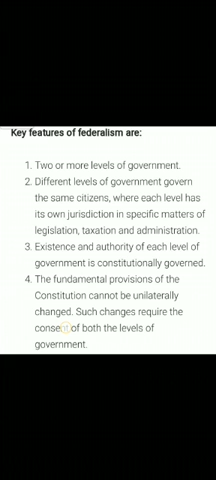 Key features of federalism are:
1. Two or more levels of government.
2. Different levels of government govern
the same citizens, where each level has
its own jurisdiction in specific matters of
legislation, taxation and administration.
3. Existence and authority of each level of
government is constitutionally governed.
4. The fundamental provisions of the
Constitution cannot be unilaterally
changed. Such changes require the
of both the levels of
government.